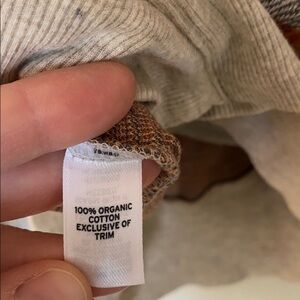 100% ORGANIC
COTTON
EXCLUSIVE OF
TRIM